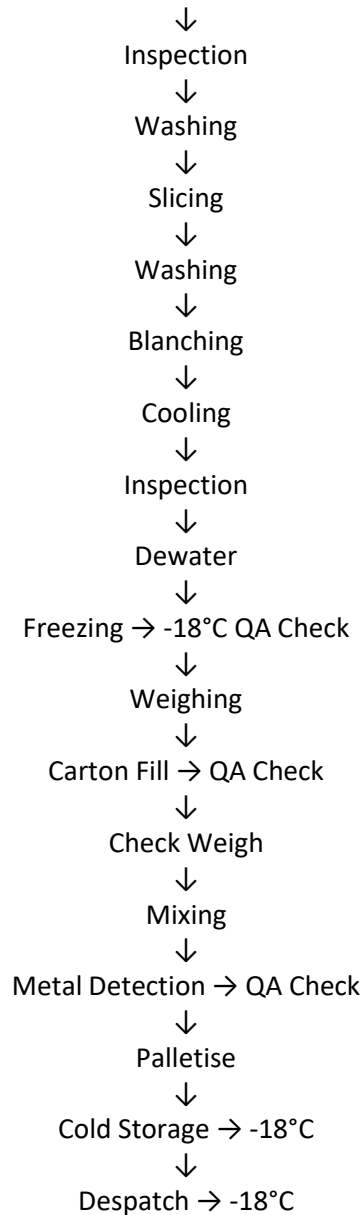 ↓
Inspection
↓
Washing
↓
Slicing
↓
Washing
↓
Blanching
↓
Cooling
↓
Inspection
↓
Dewater
↓
Freezing → -18°C QA Check
↓
Weighing
↓
Carton Fill → QA Check
↓
Check Weigh
↓
Mixing
↓
Metal Detection → QA Check
↓
Palletise
↓
Cold Storage → -18°C
↓
Despatch → -18°C